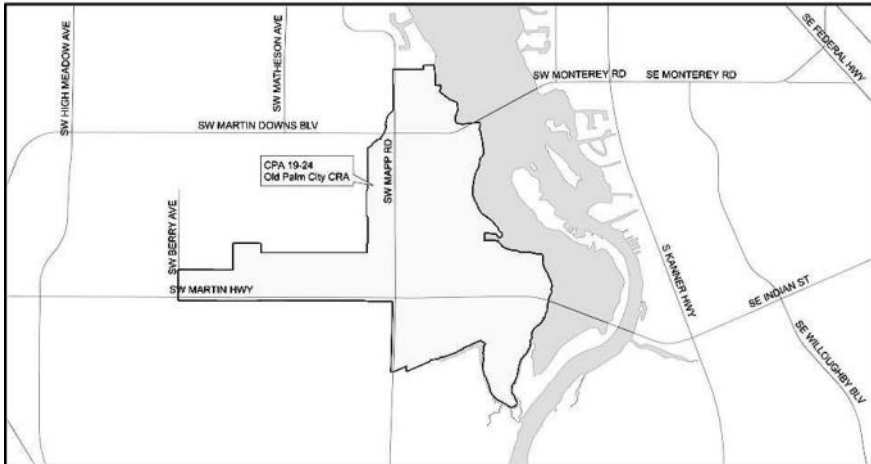 SE FEDERAL HWY
SW HIGH MEADOW AVE
SW MATHESON AVE
SW MONTEREY RD
SE MONTEREY RD
SW MARTIN DOWNS BLV
CPA 19-24
Old Palm City CRA
SW MAPP RD
SW BERRY AVE
SW MARTIN HWY
S KANNER HWY
SE INDIAN ST
SE WILLOUGHBY BLV